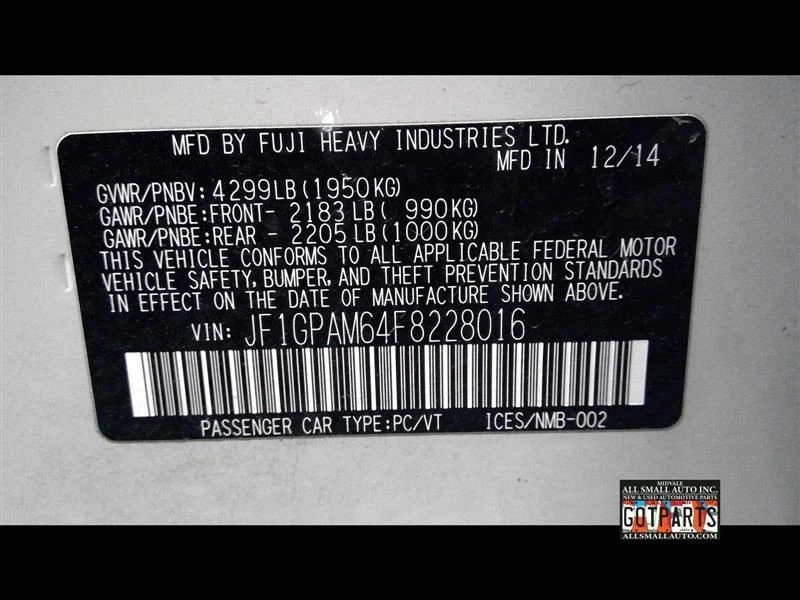 MFD BY FUJI HEAVY INDUSTRIES LTD.
MFD IN 12/14
GVWR/PNBV: 4299LB(1950KG)
GAWR/PNBE:FRONT- 2183LB( 990KG)
GAWR/PNBE:REAR - 2205LB(1000KG)
THIS VEHICLE CONFORMS TO ALL APPLICABLE FEDERAL MOTOR
VEHICLE SAFETY, BUMPER, AND THEFT PREVENTION STANDARDS
IN EFFECT ON THE DATE OF MANUFACTURE SHOWN ABOVE.
VIN: JF1GPAM64F8228016
PASSENGER CAR TYPE:PC/VT ICES/NMB-002
MIDVALE
ALL SMALL AUTO INC.
NEW & USED AUTOMOTIVE PARTS
GOTPARTS
ALLSMALLAUTO.COM